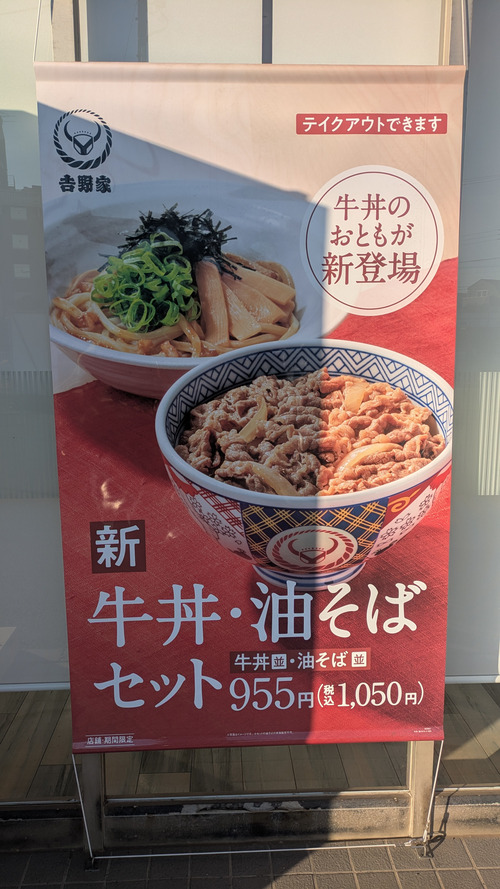 テイクアウトできます
吉野家
牛丼の
おともが
新登場
新
牛丼・油そば
セット
牛丼並・油そば並
955円(税込1,050円)
店舗・期間限定